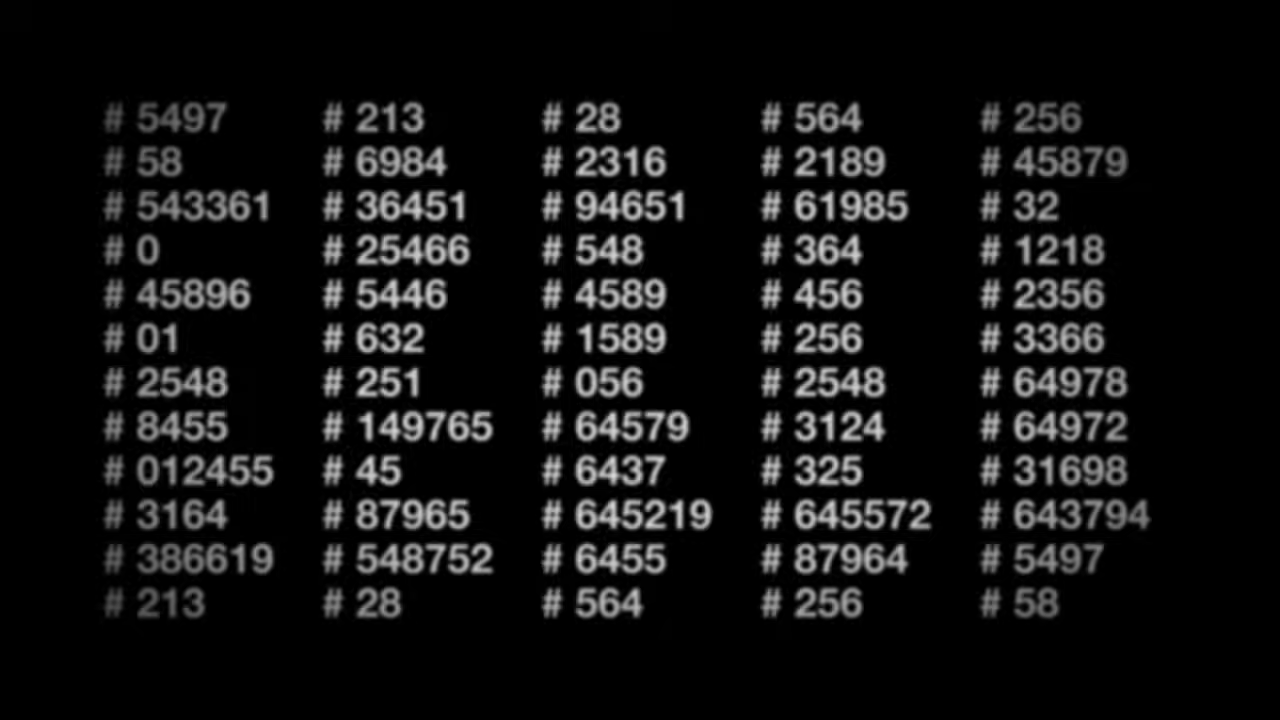 # 5497 # 213 # 28 # 564 # 256
# 58 # 6984 # 2316 # 2189 # 45879
# 543361 # 36451 # 94651 # 61985 # 32
# 0 # 25466 # 548 # 364 # 1218
# 45896 # 5446 # 4589 # 456 # 2356
# 01 # 632 # 1589 # 256 # 3366
# 2548 # 251 # 056 # 2548 # 64978
# 8455 # 149765 # 64579 # 3124 # 64972
# 012455 # 45 # 6437 # 325 # 31698
# 3164 # 87965 # 645219 # 645572 # 643794
# 386619 # 548752 # 6455 # 87964 # 5497
# 213 # 28 # 564 # 256 # 58